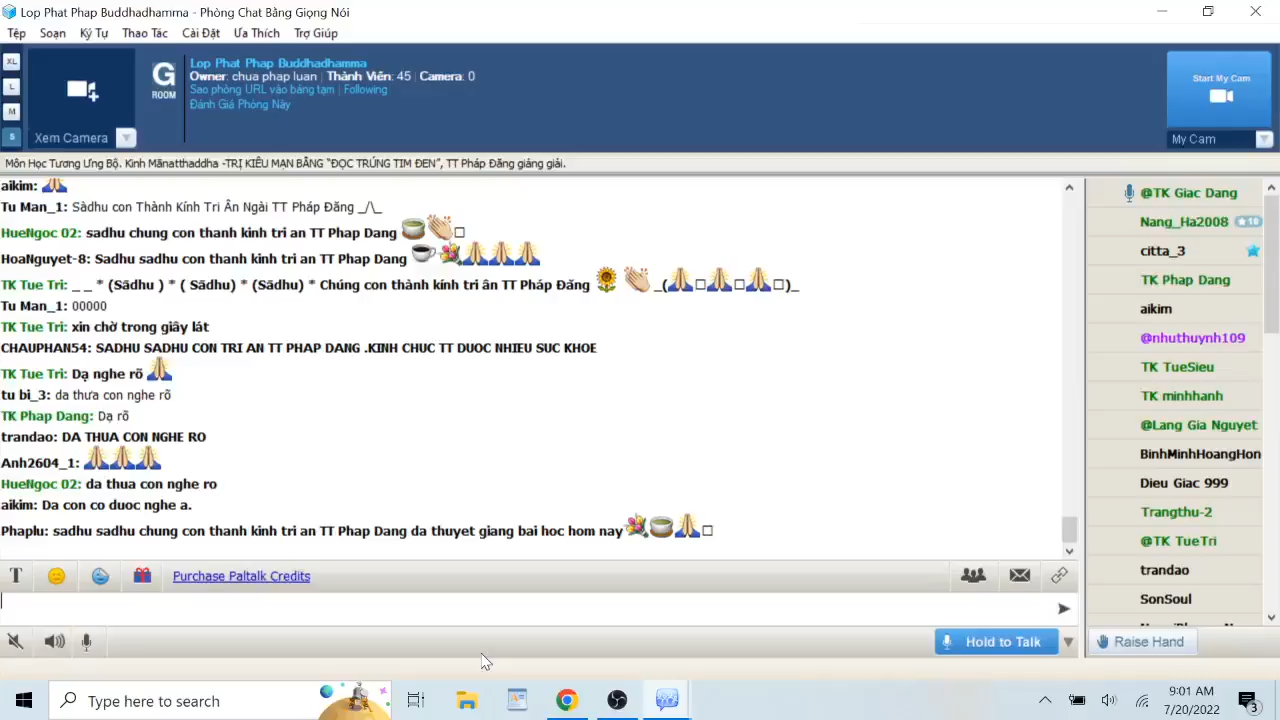 Lop Phat Phap Buddhadhamma - Phòng Chat Bằng Giọng Nói
Tệp Soạn Ký Tự Thao Tác Cài Đặt Ưa Thích Trợ Giúp
XL
L
M
S
Xem Camera
G
ROOM
Lop Phat Phap Buddhadhamma
Owner: chua phap luan | Thành Viên: 45 | Camera: 0
Sao phòng URL vào bảng tạm | Following
Đánh Giá Phòng Này
Start My Cam
My Cam
Môn Học Tương Ưng Bộ. Kinh Mānatthaddha -TRỊ KIÊU MẠN BẰNG “ĐỌC TRÚNG TIM ĐEN”, TT Pháp Đăng giảng giải.
aikim:
Tu Man_1: Sàdhu con Thành Kính Tri Ân Ngài TT Pháp Đăng _/\_
HueNgoc 02: sadhu chung con thanh kinh tri an TT Phap Dang
HoaNguyet-8: Sadhu sadhu con thanh kinh tri an TT Phap Dang
TK Tue Tri: _ _ * (Sādhu ) * ( Sādhu) * (Sādhu) * Chúng con thành kính tri ân TT Pháp Đăng _( )_
Tu Man_1: 00000
TK Tue Tri: xin chờ trong giây lát
CHAUPHAN54: SADHU SADHU CON TRI AN TT PHAP DANG .KINH CHUC TT DUOC NHIEU SUC KHOE
TK Tue Tri: Dạ nghe rõ
tu bi_3: da thưa con nghe rõ
TK Phap Dang: Dạ rõ
trandao: DA THUA CON NGHE RO
Anh2604_1:
HueNgoc 02: da thua con nghe ro
aikim: Da con co duoc nghe a.
Phaplu: sadhu sadhu chung con thanh kinh tri an TT Phap Dang da thuyet giang bai hoc hom nay
@TK Giac Dang
Nang_Ha2008 10
citta_3
TK Phap Dang
aikim
@nhuthuynh109
TK TueSieu
TK minhhanh
@Lang Gia Nguyet
BinhMinhHoangHon
Dieu Giac 999
Trangthu-2
@TK TueTri
trandao
SonSoul
T Purchase Paltalk Credits
Hold to Talk
Raise Hand
Type here to search
9:01 AM
7/20/2022
3